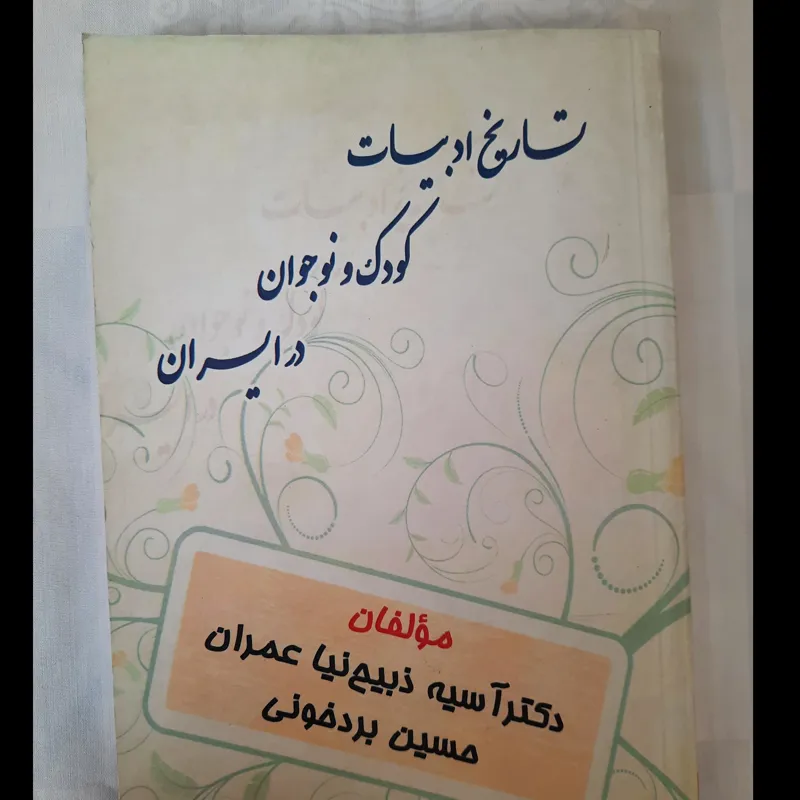 تاریخ ادبیات
کودک و نوجوان
در ایران
مؤلفان
دکتر آسیه ذبیح‌نیا عمران
حسین بردخونی